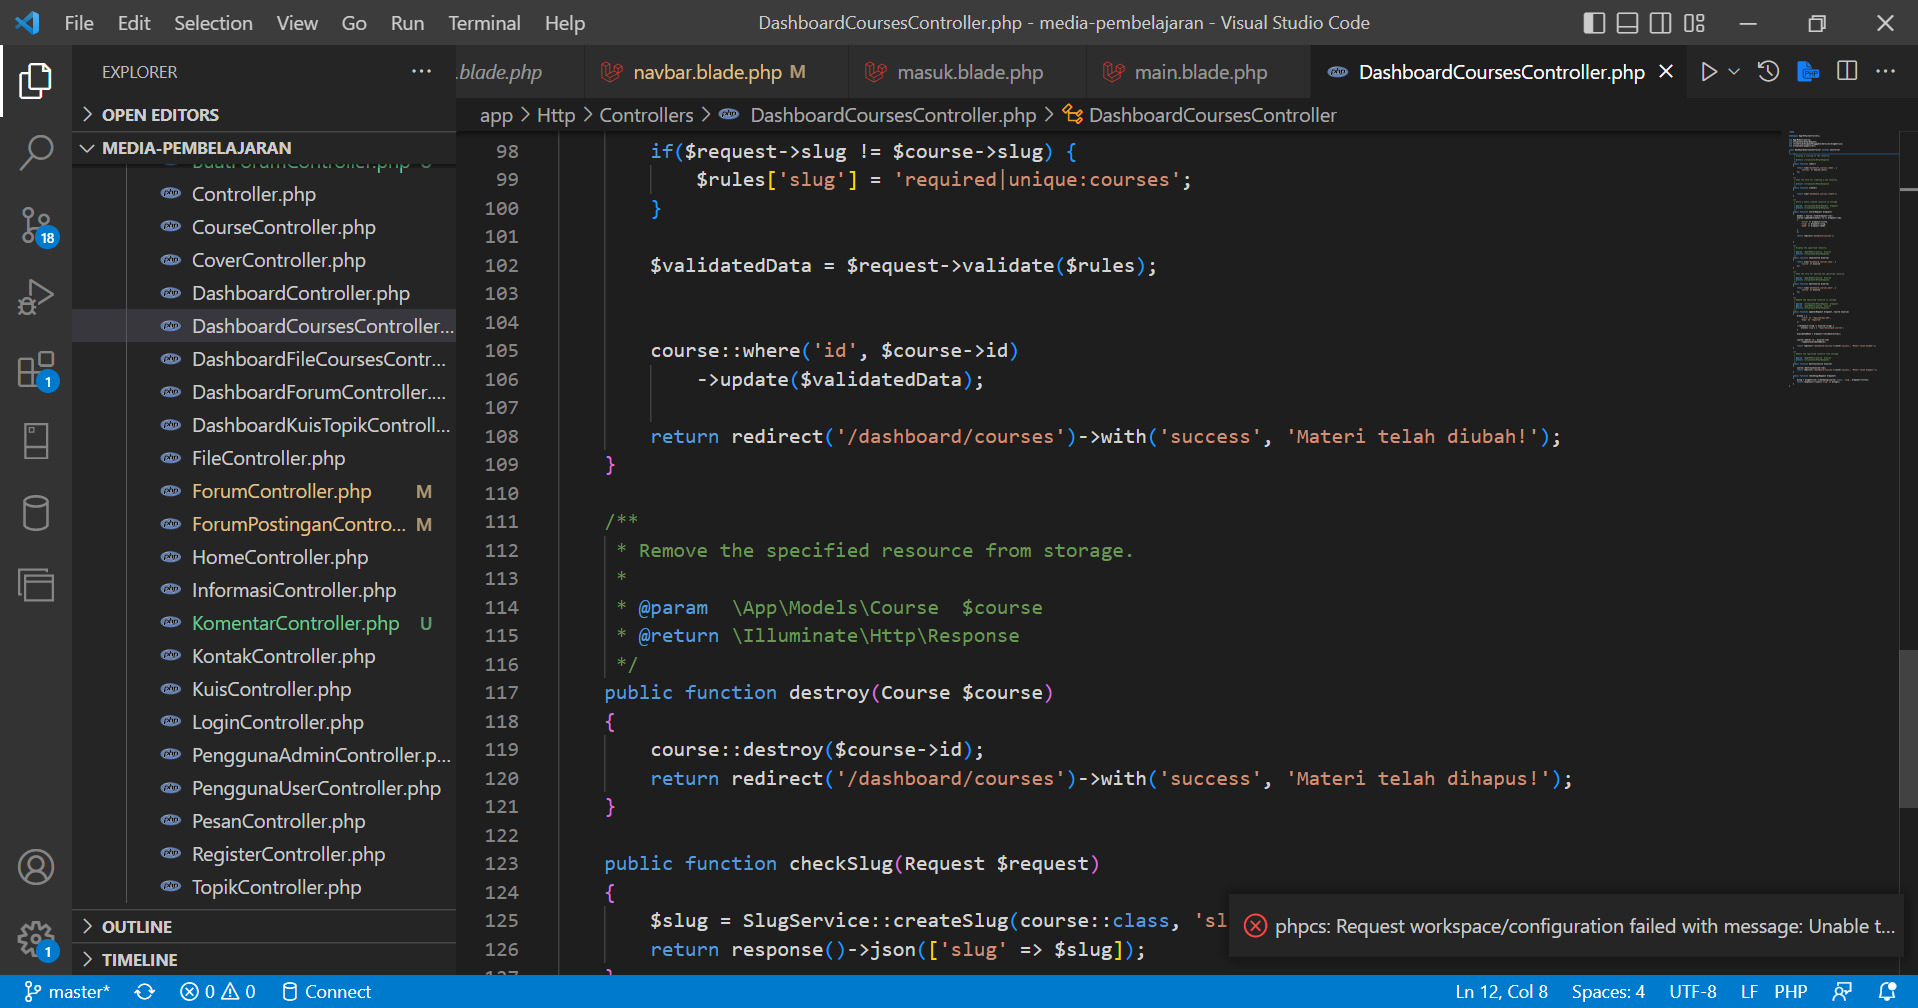 File Edit Selection View Go Run Terminal Help DashboardCoursesController.php - media-pembelajaran - Visual Studio Code
EXPLORER
OPEN EDITORS
MEDIA-PEMBELAJARAN
Controller.php
CourseController.php
CoverController.php
DashboardController.php
DashboardCoursesController...
DashboardFileCoursesContr...
DashboardForumController....
DashboardKuisTopikControll...
FileController.php
ForumController.php M
ForumPostinganContro... M
HomeController.php
InformasiController.php
KomentarController.php U
KontakController.php
KuisController.php
LoginController.php
PenggunaAdminController.p...
PenggunaUserController.php
PesanController.php
RegisterController.php
TopikController.php
OUTLINE
TIMELINE
18
1
1
.blade.php navbar.blade.php M masuk.blade.php main.blade.php DashboardCoursesController.php
app > Http > Controllers > DashboardCoursesController.php > DashboardCoursesController
98 if($request->slug != $course->slug) {
99 $rules['slug'] = 'required|unique:courses';
100 }
101
102 $validatedData = $request->validate($rules);
103
104
105 course::where('id', $course->id)
106 ->update($validatedData);
107
108 return redirect('/dashboard/courses')->with('success', 'Materi telah diubah!');
109 }
110
111 /**
112 * Remove the specified resource from storage.
113 *
114 * @param  \App\Models\Course  $course
115 * @return \Illuminate\Http\Response
116 */
117 public function destroy(Course $course)
118 {
119 course::destroy($course->id);
120 return redirect('/dashboard/courses')->with('success', 'Materi telah dihapus!');
121 }
122
123 public function checkSlug(Request $request)
124 {
125 $slug = SlugService::createSlug(course::class, 'sl
126 return response()->json(['slug' => $slug]);
phpcs: Request workspace/configuration failed with message: Unable t...
master* 0 0 Connect Ln 12, Col 8 Spaces: 4 UTF-8 LF PHP